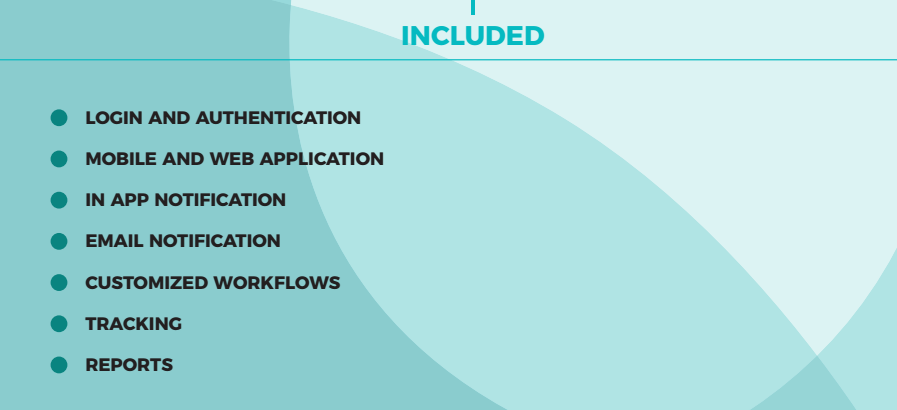 INCLUDED
LOGIN AND AUTHENTICATION
MOBILE AND WEB APPLICATION
IN APP NOTIFICATION
EMAIL NOTIFICATION
CUSTOMIZED WORKFLOWS
TRACKING
REPORTS